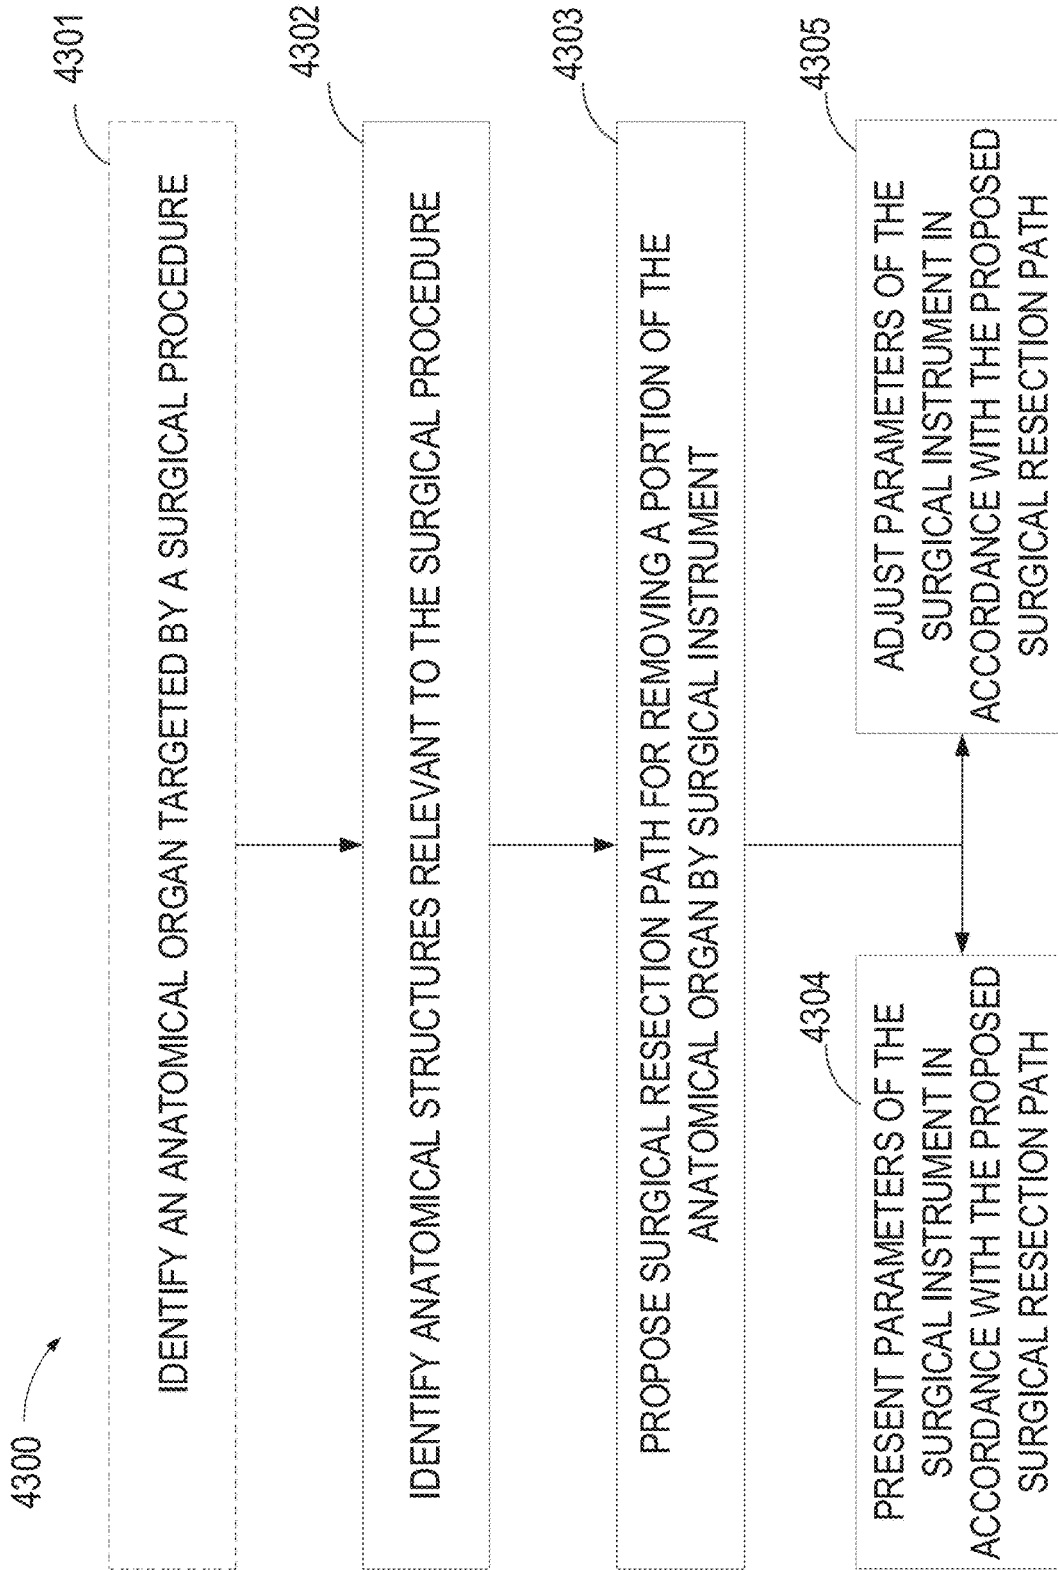 4300
4301
IDENTIFY AN ANATOMICAL ORGAN TARGETED BY A SURGICAL PROCEDURE
4302
IDENTIFY ANATOMICAL STRUCTURES RELEVANT TO THE SURGICAL PROCEDURE
4303
PROPOSE SURGICAL RESECTION PATH FOR REMOVING A PORTION OF THE
ANATOMICAL ORGAN BY SURGICAL INSTRUMENT
4304
PRESENT PARAMETERS OF THE
SURGICAL INSTRUMENT IN
ACCORDANCE WITH THE PROPOSED
SURGICAL RESECTION PATH
4305
ADJUST PARAMETERS OF THE
SURGICAL INSTRUMENT IN
ACCORDANCE WITH THE PROPOSED
SURGICAL RESECTION PATH